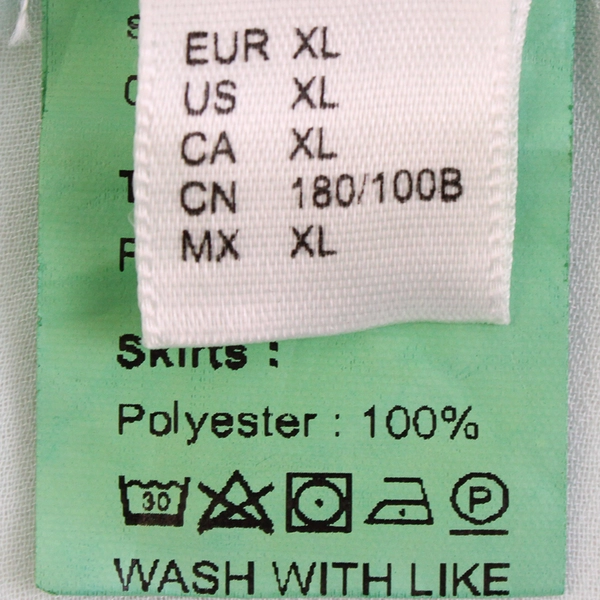 EUR XL
US XL
CA XL
CN 180/100B
MX XL
Skirts :
Polyester : 100%
30 P
WASH WITH LIKE